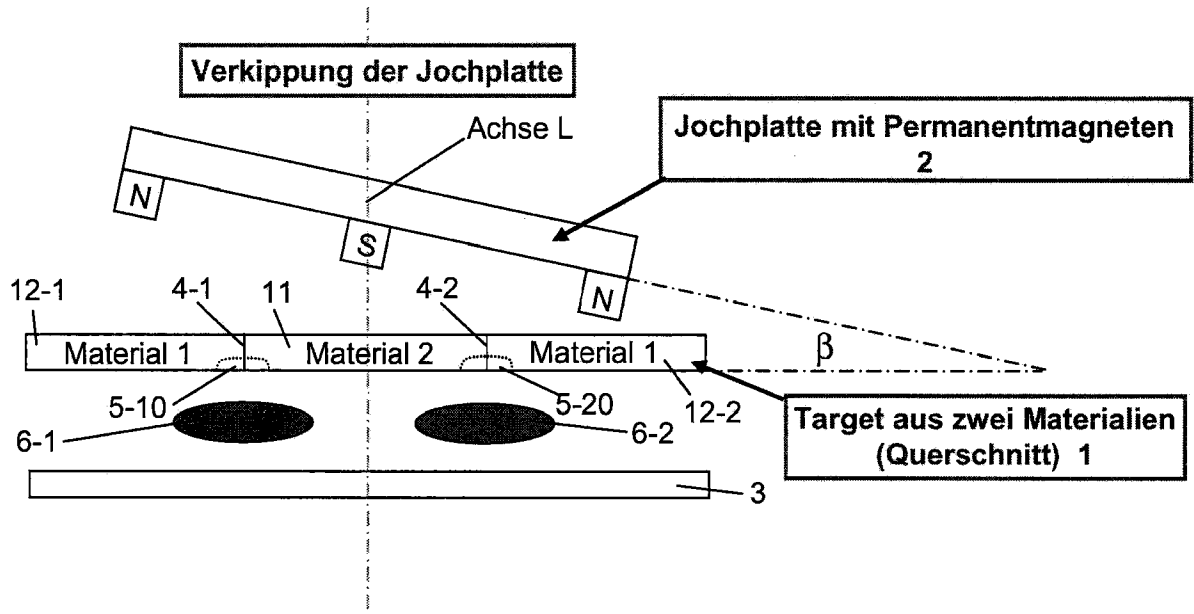 Verkippung der Jochplatte
Achse L
Jochplatte mit Permanentmagneten
2
N
S
N
12-1
4-1
11
4-2
Material 1
Material 2
Material 1
β
5-10
5-20
12-2
6-1
6-2
Target aus zwei Materialien
(Querschnitt) 1
3